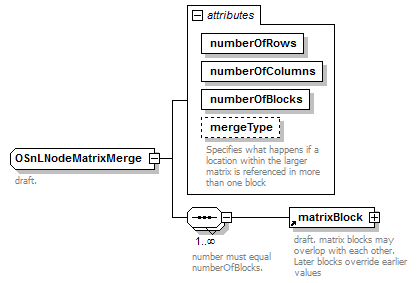 attributes
numberOfRows
numberOfColumns
numberOfBlocks
mergeType
Specifies what happens if a
location within the larger
matrix is referenced in more
than one block
OSnLNodeMatrixMerge
draft.
1..∞
number must equal
numberOfBlocks.
matrixBlock
draft. matrix blocks may
overlop with each other.
Later blocks override earlier
values